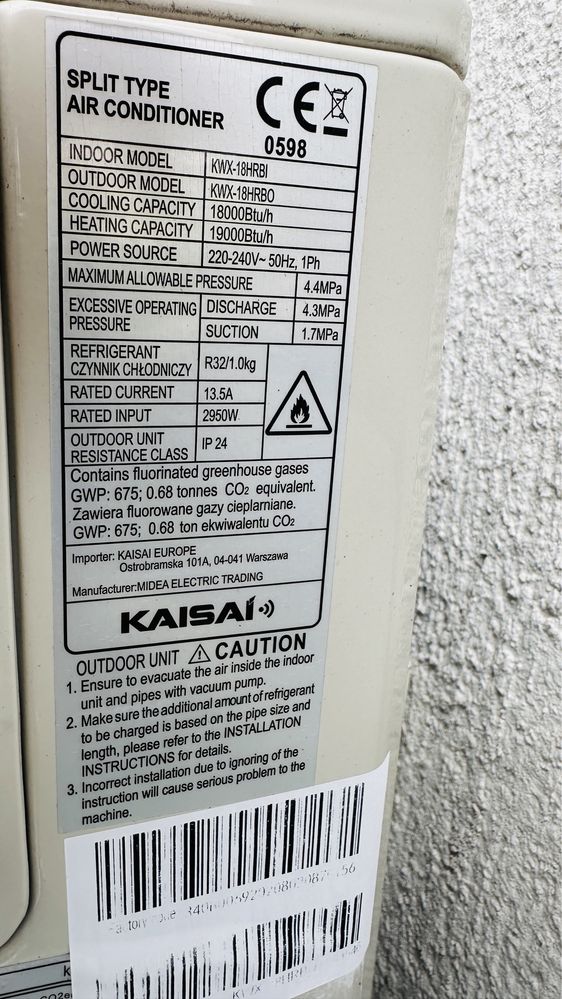 SPLIT TYPE
AIR CONDITIONER
CE
0598
INDOOR MODEL KWX-18HRBI
OUTDOOR MODEL KWX-18HRBO
COOLING CAPACITY 18000Btu/h
HEATING CAPACITY 19000Btu/h
POWER SOURCE 220-240V~ 50Hz, 1Ph
MAXIMUM ALLOWABLE PRESSURE 4.4MPa
EXCESSIVE OPERATING DISCHARGE 4.3MPa
PRESSURE SUCTION 1.7MPa
REFRIGERANT
CZYNNIK CHŁODNICZY R32/1.0kg
RATED CURRENT 13.5A
RATED INPUT 2950W
OUTDOOR UNIT
RESISTANCE CLASS IP 24
Contains fluorinated greenhouse gases
GWP: 675; 0.68 tonnes CO2 equivalent.
Zawiera fluorowane gazy cieplarniane.
GWP: 675; 0.68 ton ekwiwalentu CO2
Importer: KAISAI EUROPE
Ostrobramska 101A, 04-041 Warszawa
Manufacturer:MIDEA ELECTRIC TRADING
KAISAI
OUTDOOR UNIT CAUTION
1. Ensure to evacuate the air inside the indoor
unit and pipes with vacuum pump.
2. Make sure the additional amount of refrigerant
to be charged is based on the pipe size and
length, please refer to the INSTALLATION
INSTRUCTIONS for details.
3. Incorrect installation due to ignoring of the
instruction will cause serious problem to the
machine.